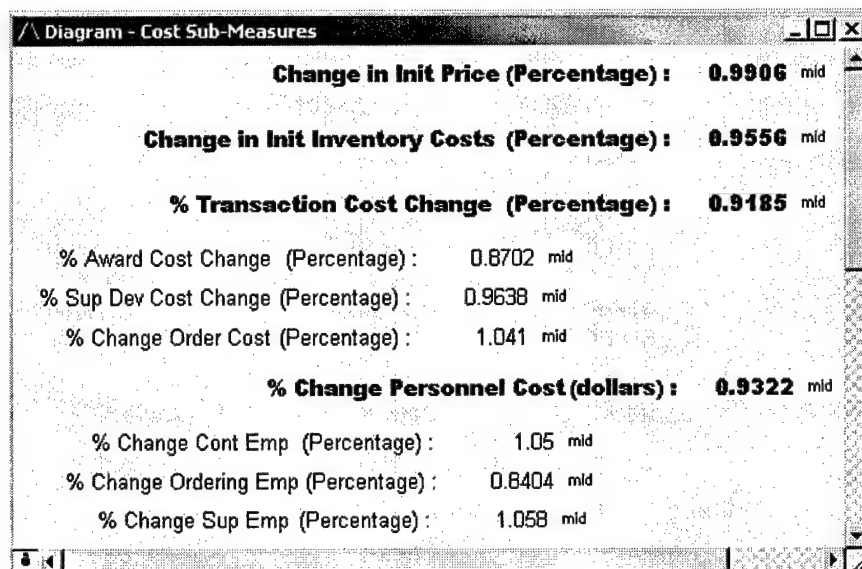 Diagram - Cost Sub-Measures
Change in Init Price (Percentage) : 0.9906 mid
Change in Init Inventory Costs (Percentage) : 0.9556 mid
% Transaction Cost Change (Percentage) : 0.9185 mid
% Award Cost Change (Percentage) : 0.8702 mid
% Sup Dev Cost Change (Percentage) : 0.9638 mid
% Change Order Cost (Percentage) : 1.041 mid
% Change Personnel Cost (dollars) : 0.9322 mid
% Change Cont Emp (Percentage) : 1.05 mid
% Change Ordering Emp (Percentage) : 0.8404 mid
% Change Sup Emp (Percentage) : 1.058 mid